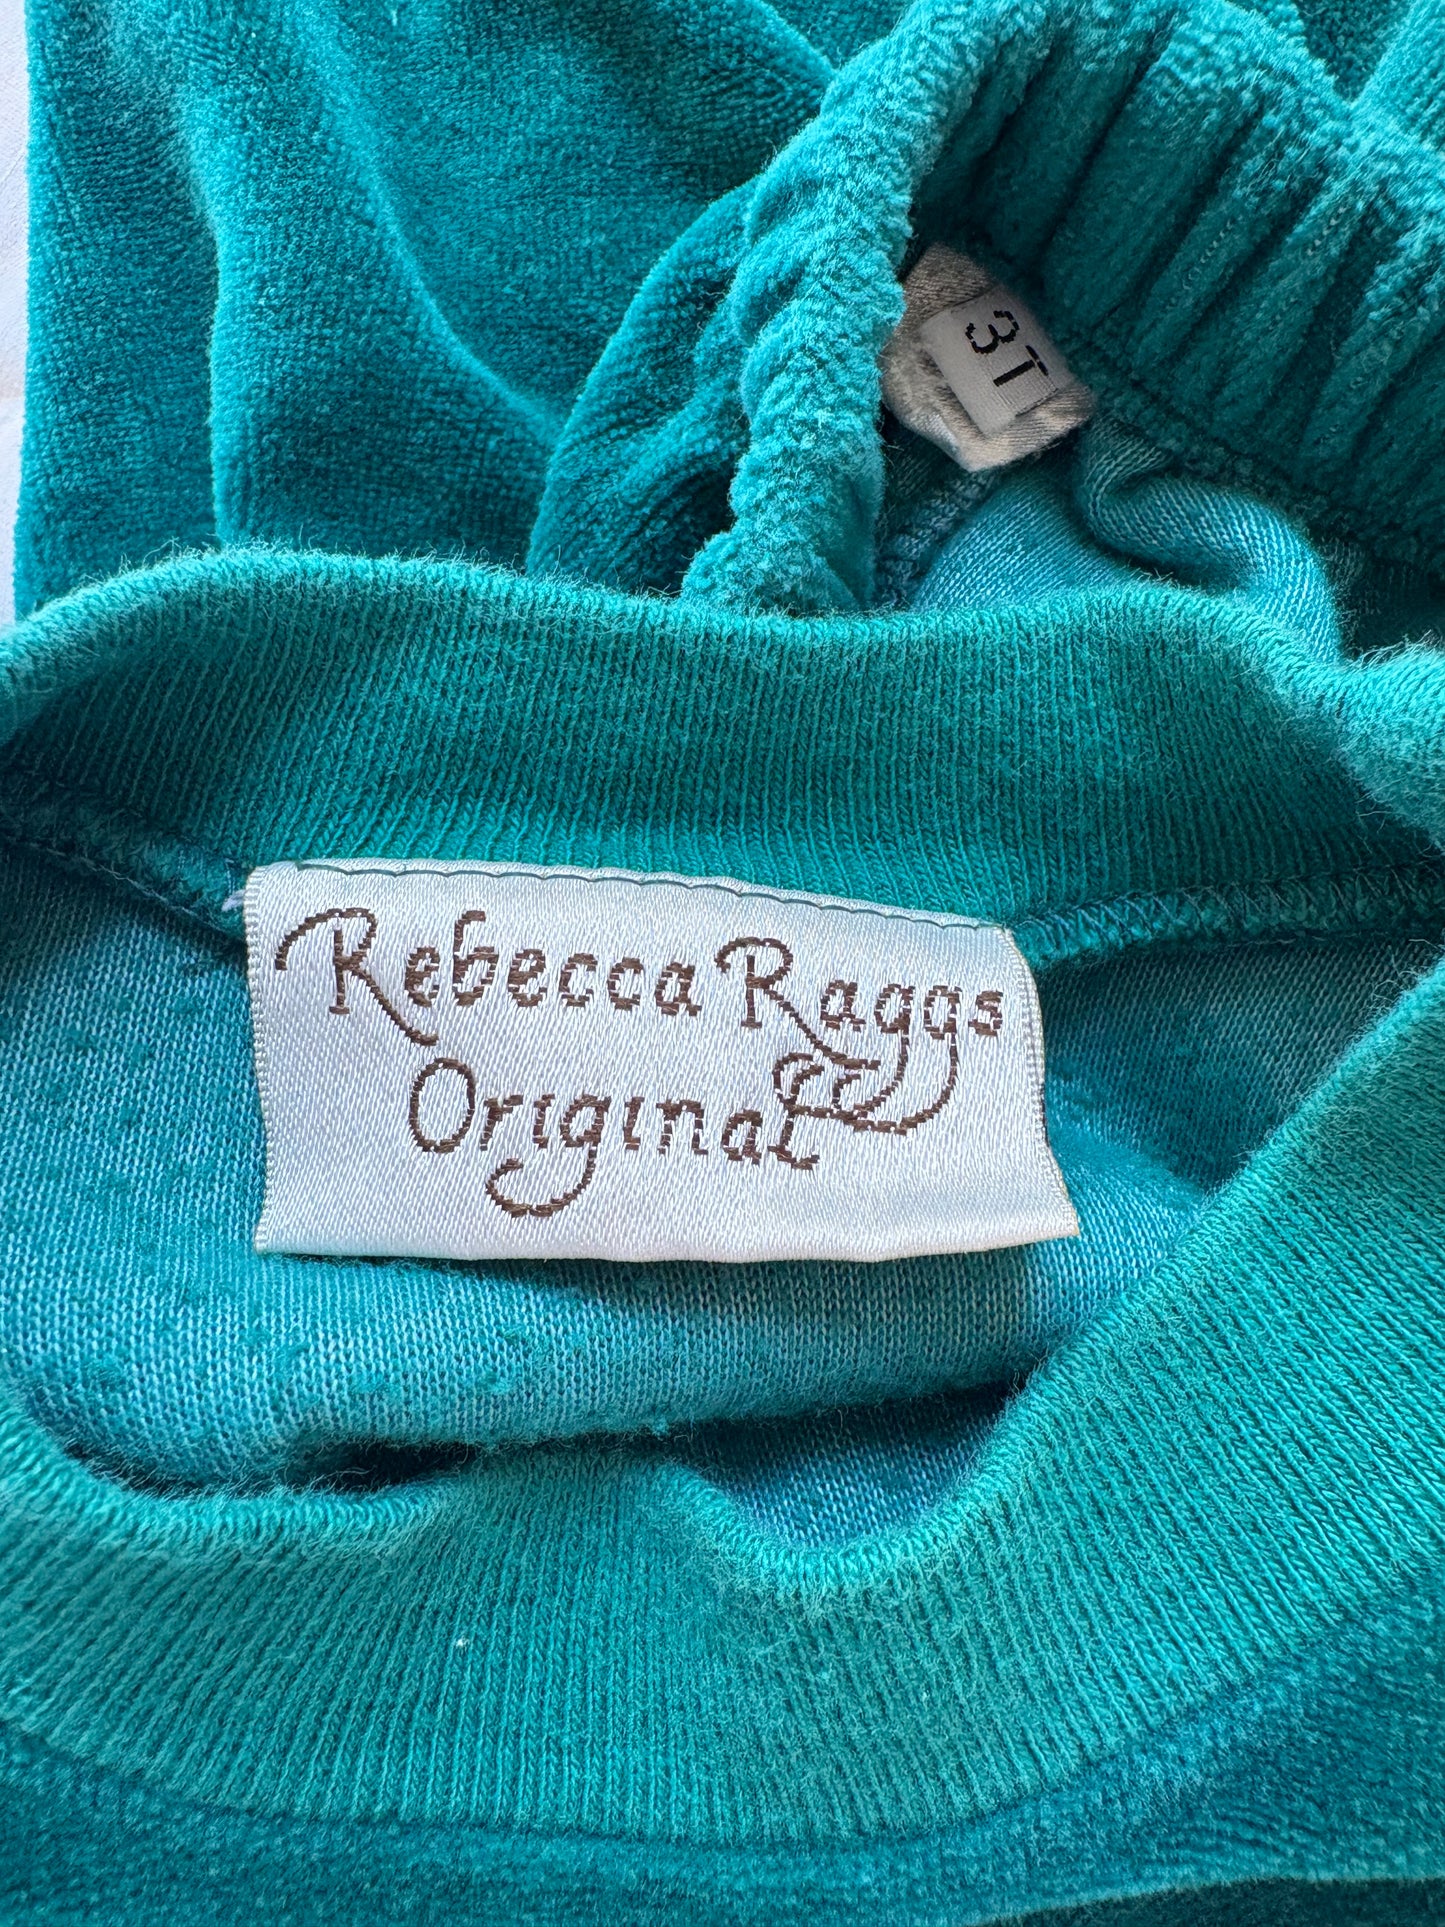 3T
Rebecca Raggs
Original